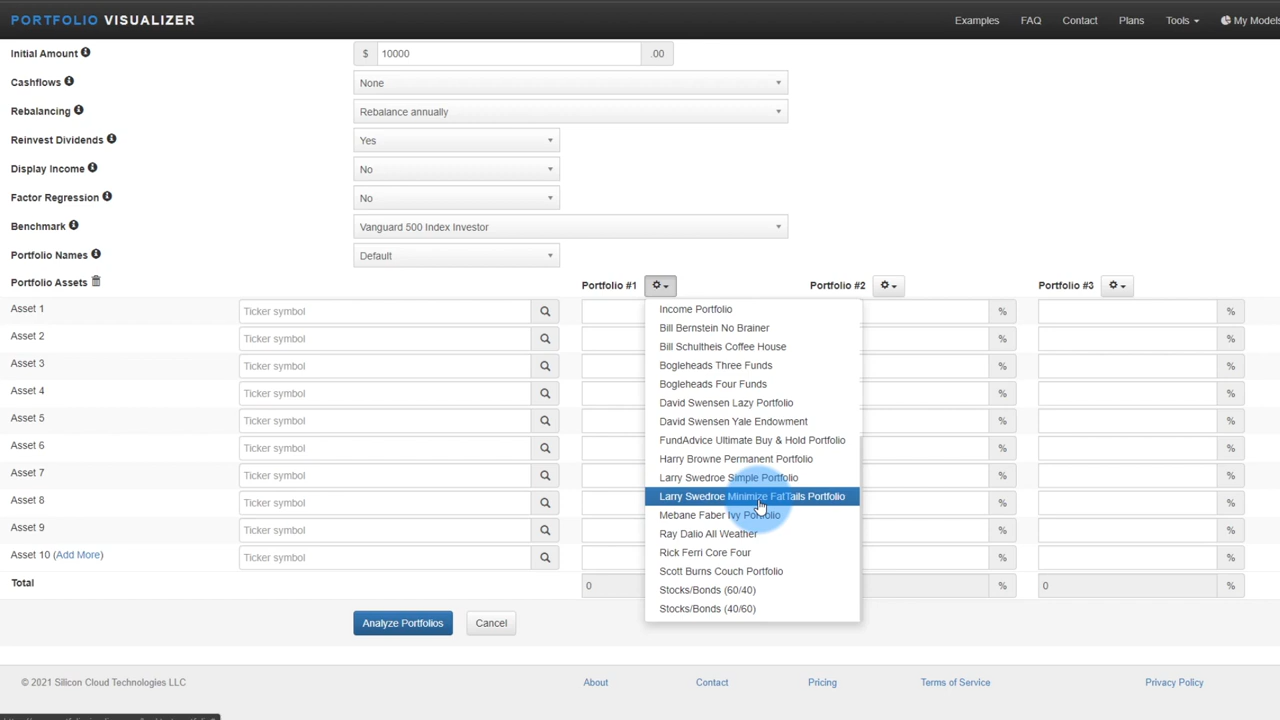 PORTFOLIO VISUALIZER Examples FAQ Contact Plans Tools My Models
Initial Amount $ 10000 .00
Cashflows None
Rebalancing Rebalance annually
Reinvest Dividends Yes
Display Income No
Factor Regression No
Benchmark Vanguard 500 Index Investor
Portfolio Names Default
Portfolio Assets Portfolio #1 Portfolio #2 Portfolio #3
Asset 1 Ticker symbol Income Portfolio % %
Bill Bernstein No Brainer
Asset 2 Ticker symbol Bill Schultheis Coffee House % %
Asset 3 Ticker symbol Bogleheads Three Funds % %
Asset 4 Ticker symbol Bogleheads Four Funds % %
David Swensen Lazy Portfolio
Asset 5 Ticker symbol David Swensen Yale Endowment % %
Asset 6 Ticker symbol FundAdvice Ultimate Buy & Hold Portfolio % %
Harry Browne Permanent Portfolio
Asset 7 Ticker symbol Larry Swedroe Simple Portfolio % %
Asset 8 Ticker symbol Larry Swedroe Minimize FatTails Portfolio % %
Mebane Faber Ivy Portfolio
Asset 9 Ticker symbol Ray Dalio All Weather % %
Asset 10 (Add More) Ticker symbol Rick Ferri Core Four % %
Scott Burns Couch Portfolio
Total 0 Stocks/Bonds (60/40) % 0 %
Stocks/Bonds (40/60)
Analyze Portfolios Cancel
© 2021 Silicon Cloud Technologies LLC About Contact Pricing Terms of Service Privacy Policy